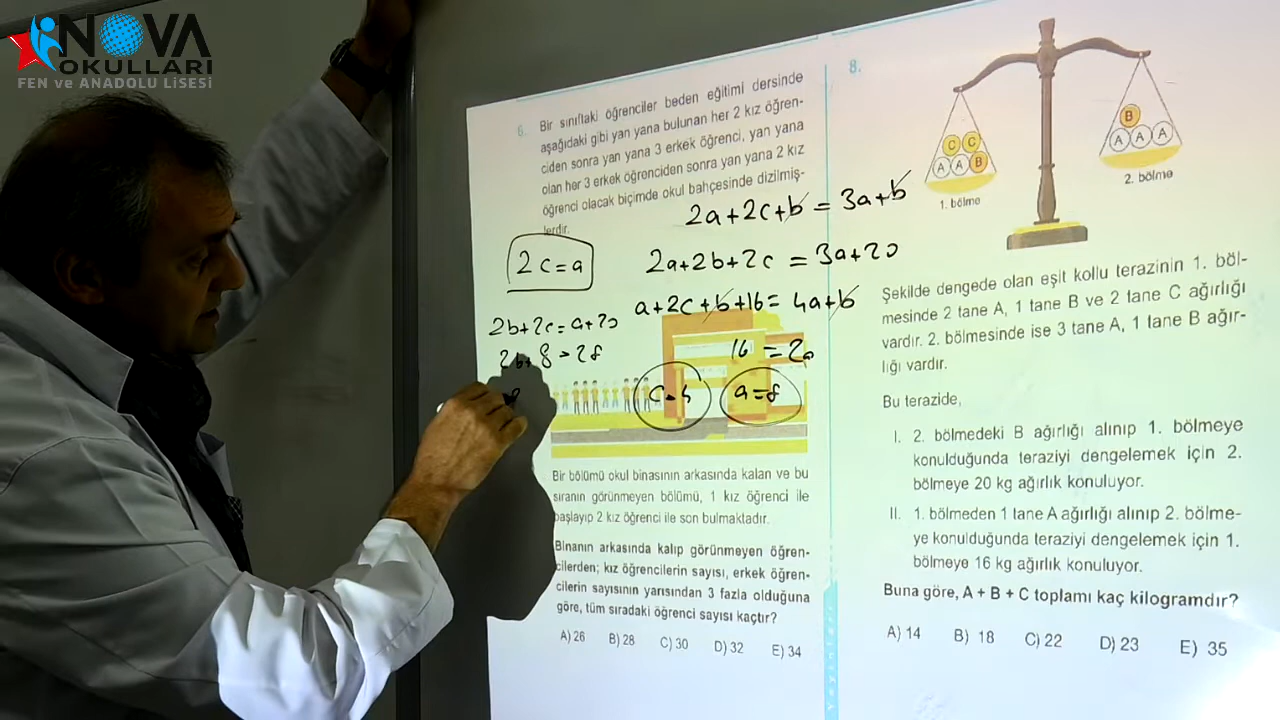 NOVA
OKULLARI
FEN ve ANADOLU LİSESİ
6.
Bir sınıftaki öğrenciler beden eğitimi dersinde
aşağıdaki gibi yan yana bulunan her 2 kız öğren-
ciden sonra yan yana 3 erkek öğrenci, yan yana
olan her 3 erkek öğrenciden sonra yan yana 2 kız
öğrenci olacak biçimde okul bahçesinde dizilmiş-
lerdir.
2c=a
2b+2c=a+20
2b+8=28
2a+2c+b=3a+b
2a+2b+2c=3a+20
a+2c+b+16=4a+b
16=2a
c=4
a=8
Bir bölümü okul binasının arkasında kalan ve bu
sıranın görünmeyen bölümü, 1 kız öğrenci ile
başlayıp 2 kız öğrenci ile son bulmaktadır.
Binanın arkasında kalıp görünmeyen öğren-
cilerden; kız öğrencilerin sayısı, erkek öğren-
cilerin sayısının yarısından 3 fazla olduğuna
göre, tüm sıradaki öğrenci sayısı kaçtır?
A) 26 B) 28 C) 30 D) 32 E) 34
8.
C C
A A B
1. bölme
B
A A A
2. bölme
Şekilde dengede olan eşit kollu terazinin 1. böl-
mesinde 2 tane A, 1 tane B ve 2 tane C ağırlığı
vardır. 2. bölmesinde ise 3 tane A, 1 tane B ağır-
lığı vardır.
Bu terazide,
I. 2. bölmedeki B ağırlığı alınıp 1. bölmeye
konulduğunda teraziyi dengelemek için 2.
bölmeye 20 kg ağırlık konuluyor.
II. 1. bölmeden 1 tane A ağırlığı alınıp 2. bölme-
ye konulduğunda teraziyi dengelemek için 1.
bölmeye 16 kg ağırlık konuluyor.
Buna göre, A + B + C toplamı kaç kilogramdır?
A) 14 B) 18 C) 22 D) 23 E) 35